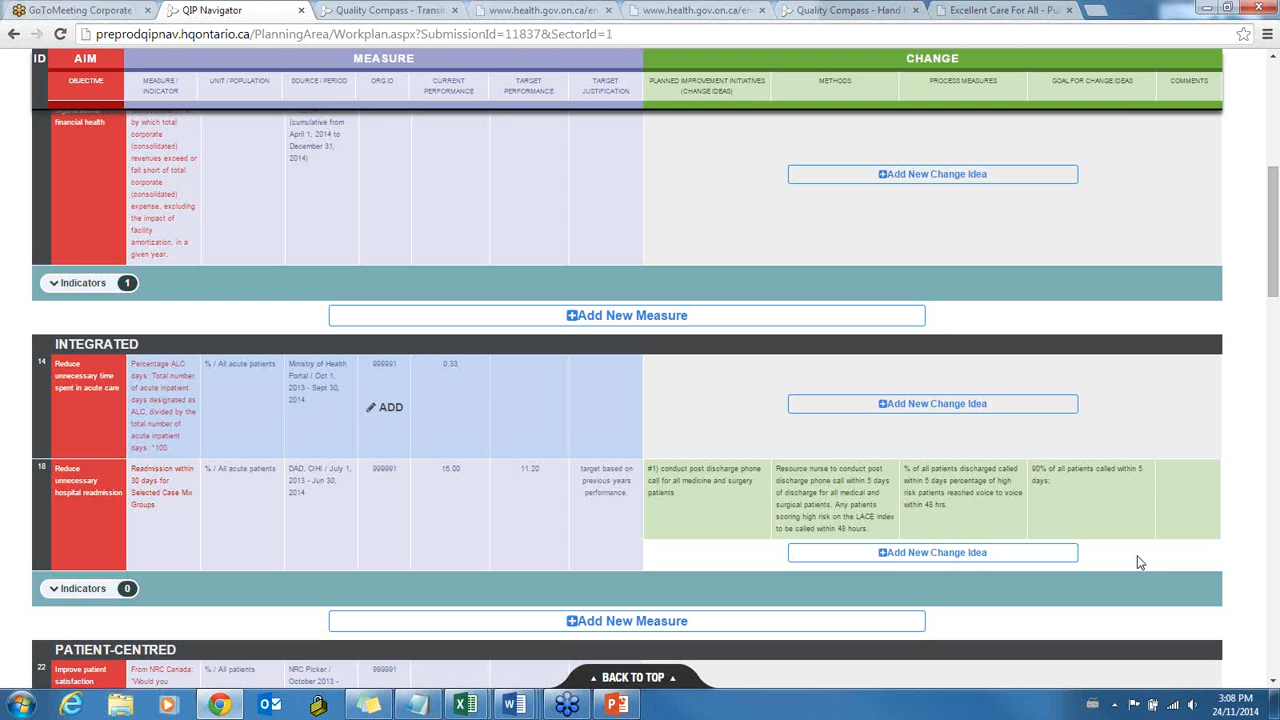 GoToMeeting Corporate
QIP Navigator
Quality Compass - Transit
www.health.gov.on.ca/en
www.health.gov.on.ca/en
Quality Compass - Hand
Excellent Care For All - Pu
preprodqipnav.hqontario.ca/PlanningArea/Workplan.aspx?SubmissionId=11837&SectorId=1
ID
AIM
MEASURE
CHANGE
OBJECTIVE
MEASURE /
INDICATOR
UNIT / POPULATION
SOURCE / PERIOD
ORG ID
CURRENT
PERFORMANCE
TARGET
PERFORMANCE
TARGET
JUSTIFICATION
PLANNED IMPROVEMENT INITIATIVES
(CHANGE IDEAS)
METHODS
PROCESS MEASURES
GOAL FOR CHANGE IDEAS
COMMENTS
financial health
by which total
corporate
(consolidated)
revenues exceed or
fall short of total
corporate
(consolidated)
expense, excluding
the impact of
facility
amortization, in a
given year.
(cumulative from
April 1, 2014 to
December 31,
2014)
Add New Change Idea
Indicators 1
Add New Measure
INTEGRATED
14
Reduce
unnecessary time
spent in acute care
Percentage ALC
days. Total number
of acute inpatient
days designated as
ALC, divided by the
total number of
acute inpatient
days. *100
% / All acute patients
Ministry of Health
Portal / Oct 1,
2013 - Sept 30,
2014
999991
ADD
0.33
Add New Change Idea
18
Reduce
unnecessary
hospital readmission
Readmission within
30 days for
Selected Case Mix
Groups
% / All acute patients
DAD, CIHI / July 1,
2013 - Jun 30,
2014
999991
16.00
11.20
target based on
previous years
performance.
#1) conduct post discharge phone
call for all medicine and surgery
patients
Resource nurse to conduct post
discharge phone call within 5 days
of discharge for all medical and
surgical patients. Any patients
scoring high risk on the LACE index
to be called within 48 hours.
% of all patients discharged called
within 5 days percentage of high
risk patients reached voice to voice
within 48 hrs.
90% of all patients called within 5
days;
Add New Change Idea
Indicators 0
Add New Measure
PATIENT-CENTRED
22
Improve patient
satisfaction
From NRC Canada:
"Would you
% / All patients
NRC Picker /
October 2013 -
999991
BACK TO TOP
3:08 PM
24/11/2014